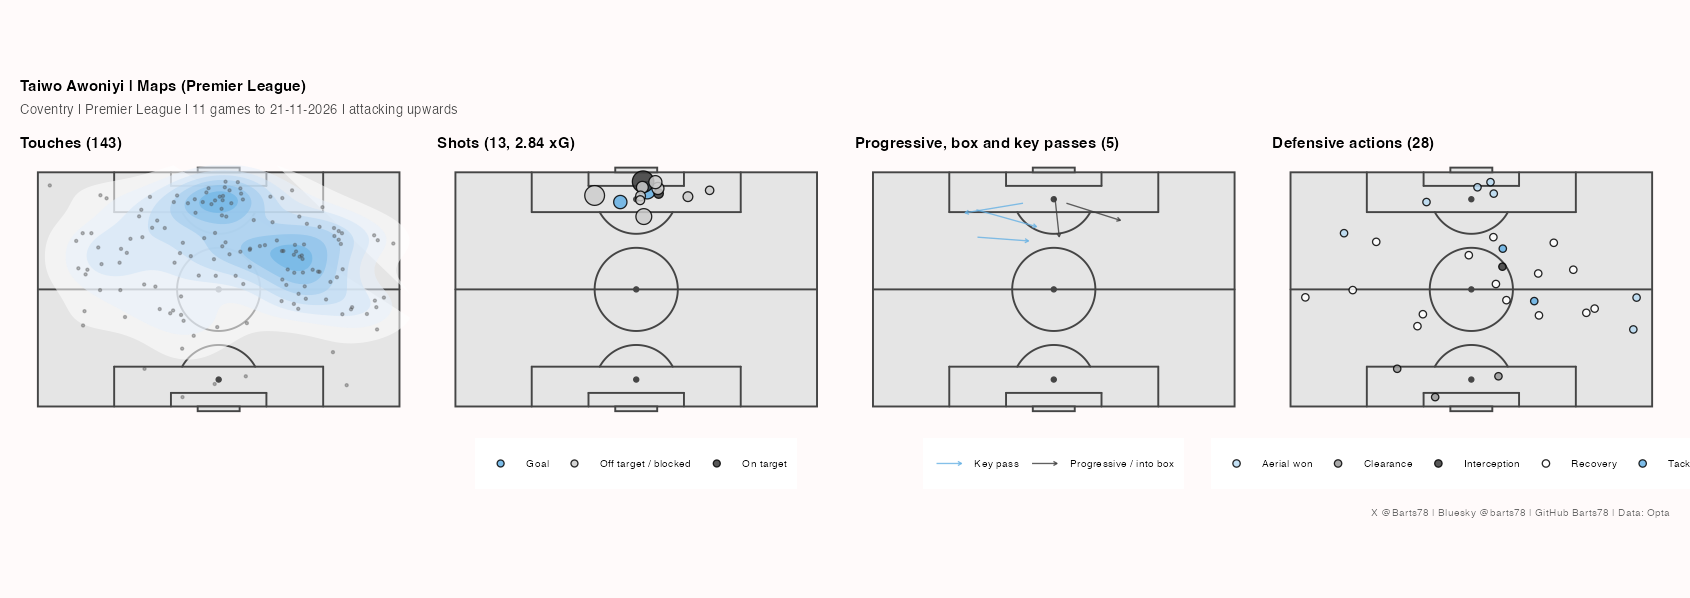 Taiwo Awoniyi | Maps (Premier League)
Coventry | Premier League | 11 games to 21-11-2026 | attacking upwards
Touches (143)
Shots (13, 2.84 xG)
Progressive, box and key passes (5)
Defensive actions (28)
Goal
Off target / blocked
On target
Key pass
Progressive / into box
Aerial won
Clearance
Interception
Recovery
Tack
X @Barts78 | Bluesky @barts78 | GitHub Barts78 | Data: Opta